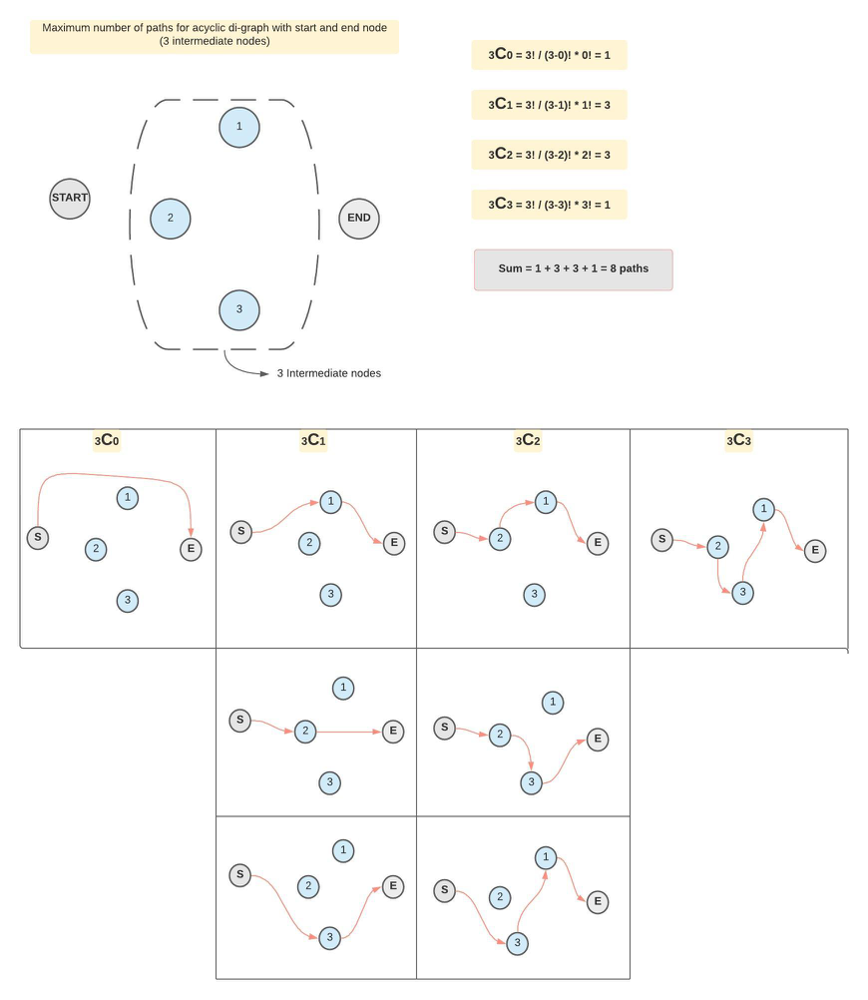 Maximum number of paths for acyclic di-graph with start and end node
(3 intermediate nodes)
3C0 = 3! / (3-0)! * 0! = 1
3C1 = 3! / (3-1)! * 1! = 3
3C2 = 3! / (3-2)! * 2! = 3
3C3 = 3! / (3-3)! * 3! = 1
Sum = 1 + 3 + 3 + 1 = 8 paths
1
START
2
END
3
3 Intermediate nodes
3C0
3C1
3C2
3C3
S
1
2
E
3
S
1
2
E
3
S
1
2
E
3
S
1
2
E
3
S
1
2
E
3
S
1
2
E
3
S
1
2
E
3
S
1
2
E
3